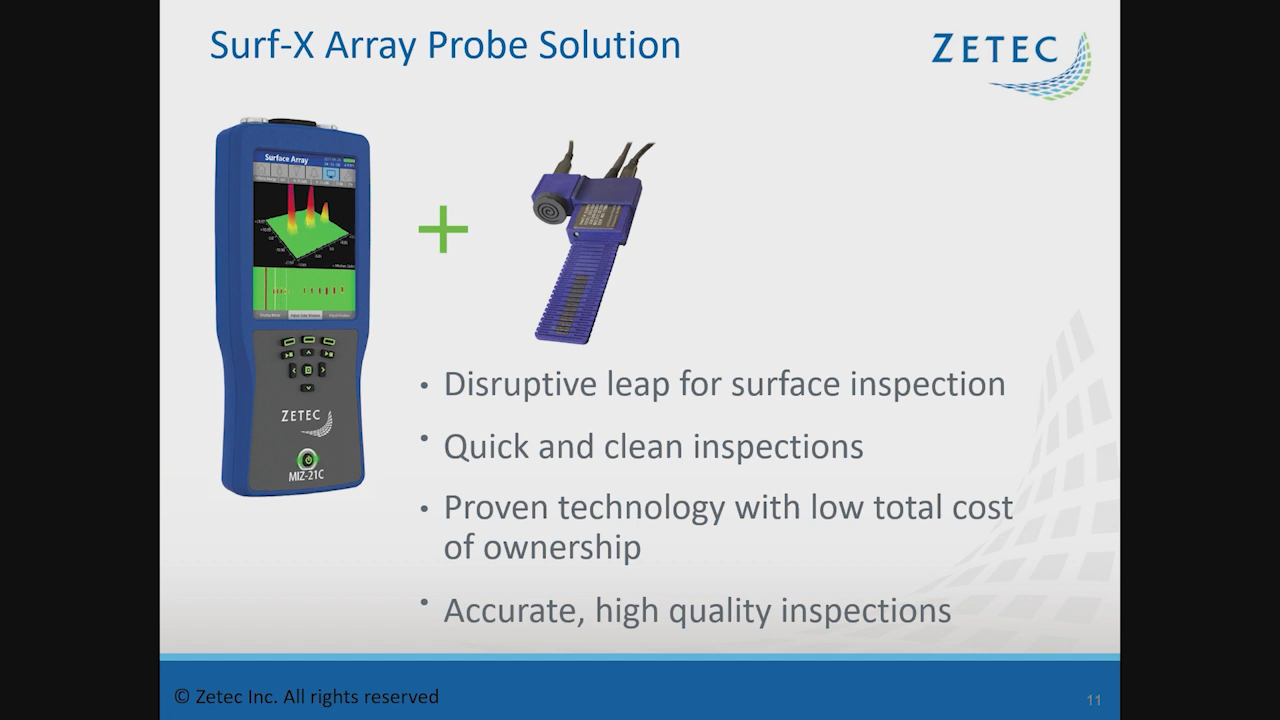 Surf-X Array Probe Solution
ZETEC
Surface Array
ZETEC
MIZ-21C
• Disruptive leap for surface inspection
• Quick and clean inspections
• Proven technology with low total cost
of ownership
• Accurate, high quality inspections
© Zetec Inc. All rights reserved
11